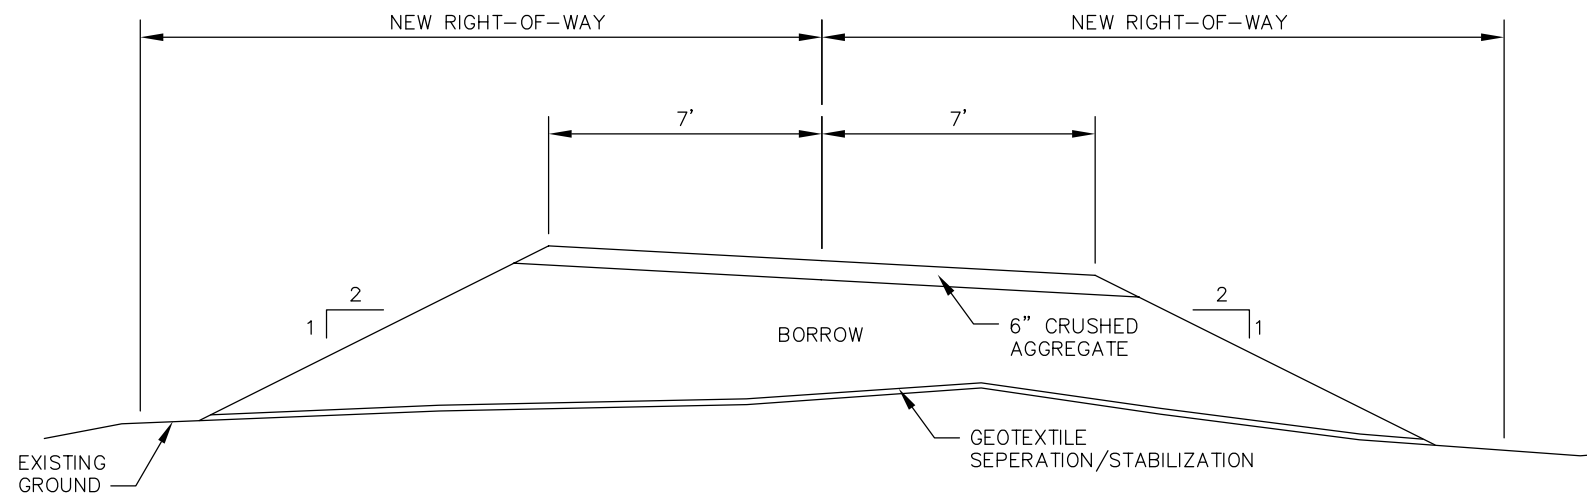 NEW RIGHT-OF-WAY
NEW RIGHT-OF-WAY
7'
7'
2
1
2
1
6" CRUSHED
AGGREGATE
BORROW
GEOTEXTILE
SEPERATION/STABILIZATION
EXISTING
GROUND